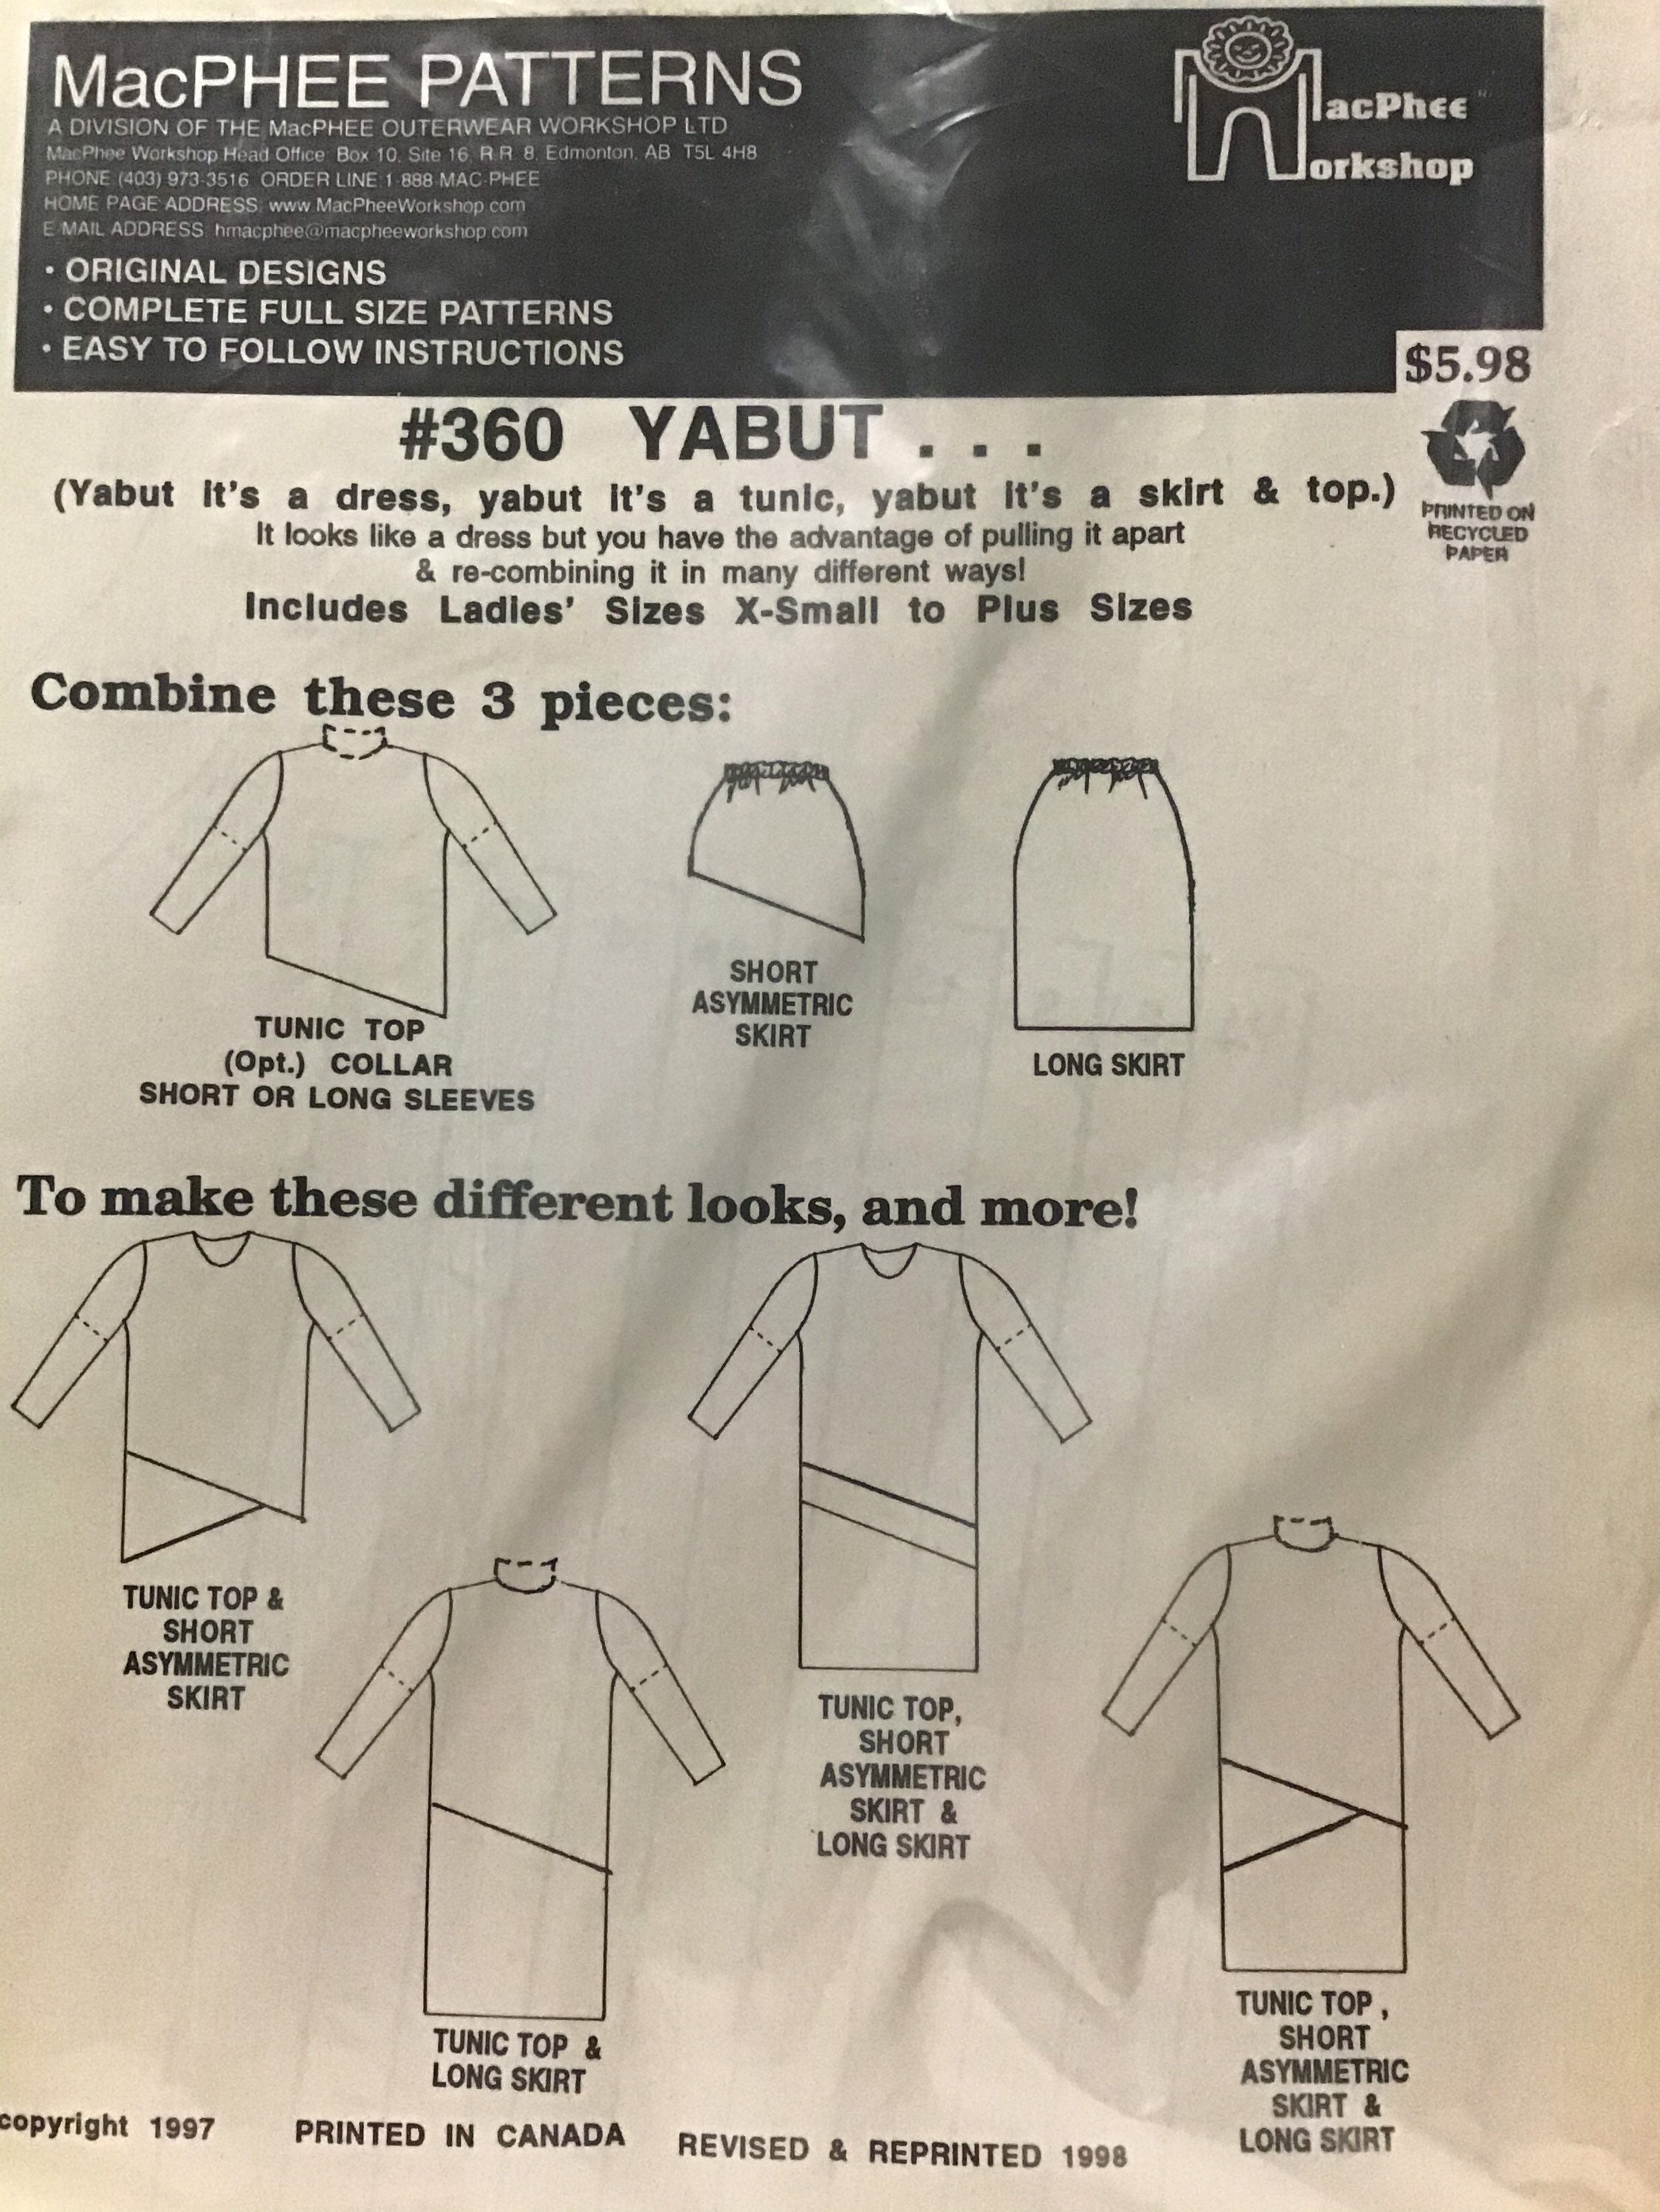 MacPHEE PATTERNS
A DIVISION OF THE MacPHEE OUTERWEAR WORKSHOP LTD
MacPhee Workshop Head Office: Box 10, Site 16, R.R. 8, Edmonton, AB T5L 4H8
PHONE (403) 973-3516 ORDER LINE 1-888-MAC-PHEE
HOME PAGE ADDRESS: www.MacPheeWorkshop.com
E-MAIL ADDRESS: hmacphee@macpheeworkshop.com
• ORIGINAL DESIGNS
• COMPLETE FULL SIZE PATTERNS
• EASY TO FOLLOW INSTRUCTIONS
MacPhee
Workshop
$5.98
#360 YABUT . . .
(Yabut it's a dress, yabut it's a tunic, yabut it's a skirt & top.)
It looks like a dress but you have the advantage of pulling it apart
& re-combining it in many different ways!
Includes Ladies' Sizes X-Small to Plus Sizes
PRINTED ON
RECYCLED
PAPER
Combine these 3 pieces:
TUNIC TOP
(Opt.) COLLAR
SHORT OR LONG SLEEVES
SHORT
ASYMMETRIC
SKIRT
LONG SKIRT
To make these different looks, and more!
TUNIC TOP &
SHORT
ASYMMETRIC
SKIRT
TUNIC TOP &
LONG SKIRT
TUNIC TOP,
SHORT
ASYMMETRIC
SKIRT &
LONG SKIRT
TUNIC TOP ,
SHORT
ASYMMETRIC
SKIRT &
LONG SKIRT
copyright 1997 PRINTED IN CANADA REVISED & REPRINTED 1998